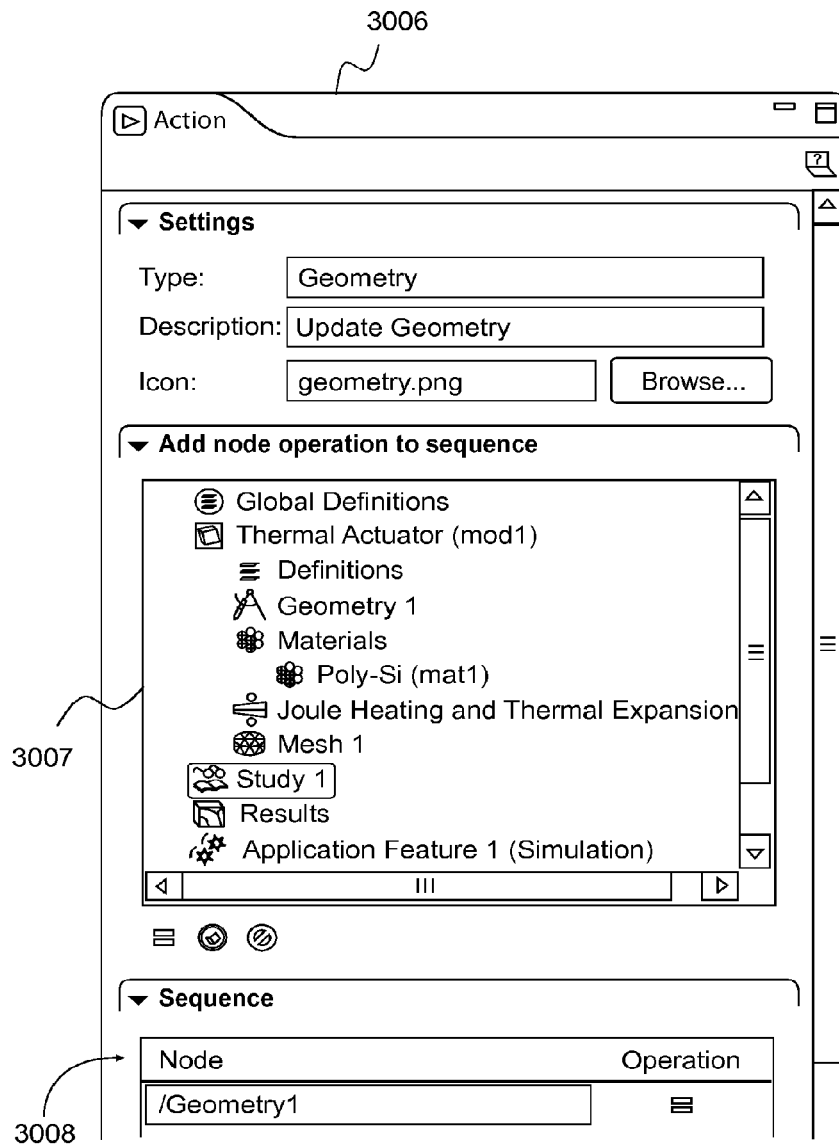 3006
Action
?
Settings
Type: Geometry
Description: Update Geometry
Icon: geometry.png Browse...
Add node operation to sequence
Global Definitions
Thermal Actuator (mod1)
Definitions
Geometry 1
Materials
Poly-Si (mat1)
Joule Heating and Thermal Expansion
Mesh 1
3007
Study 1
Results
Application Feature 1 (Simulation)
Sequence
Node Operation
/Geometry1
3008